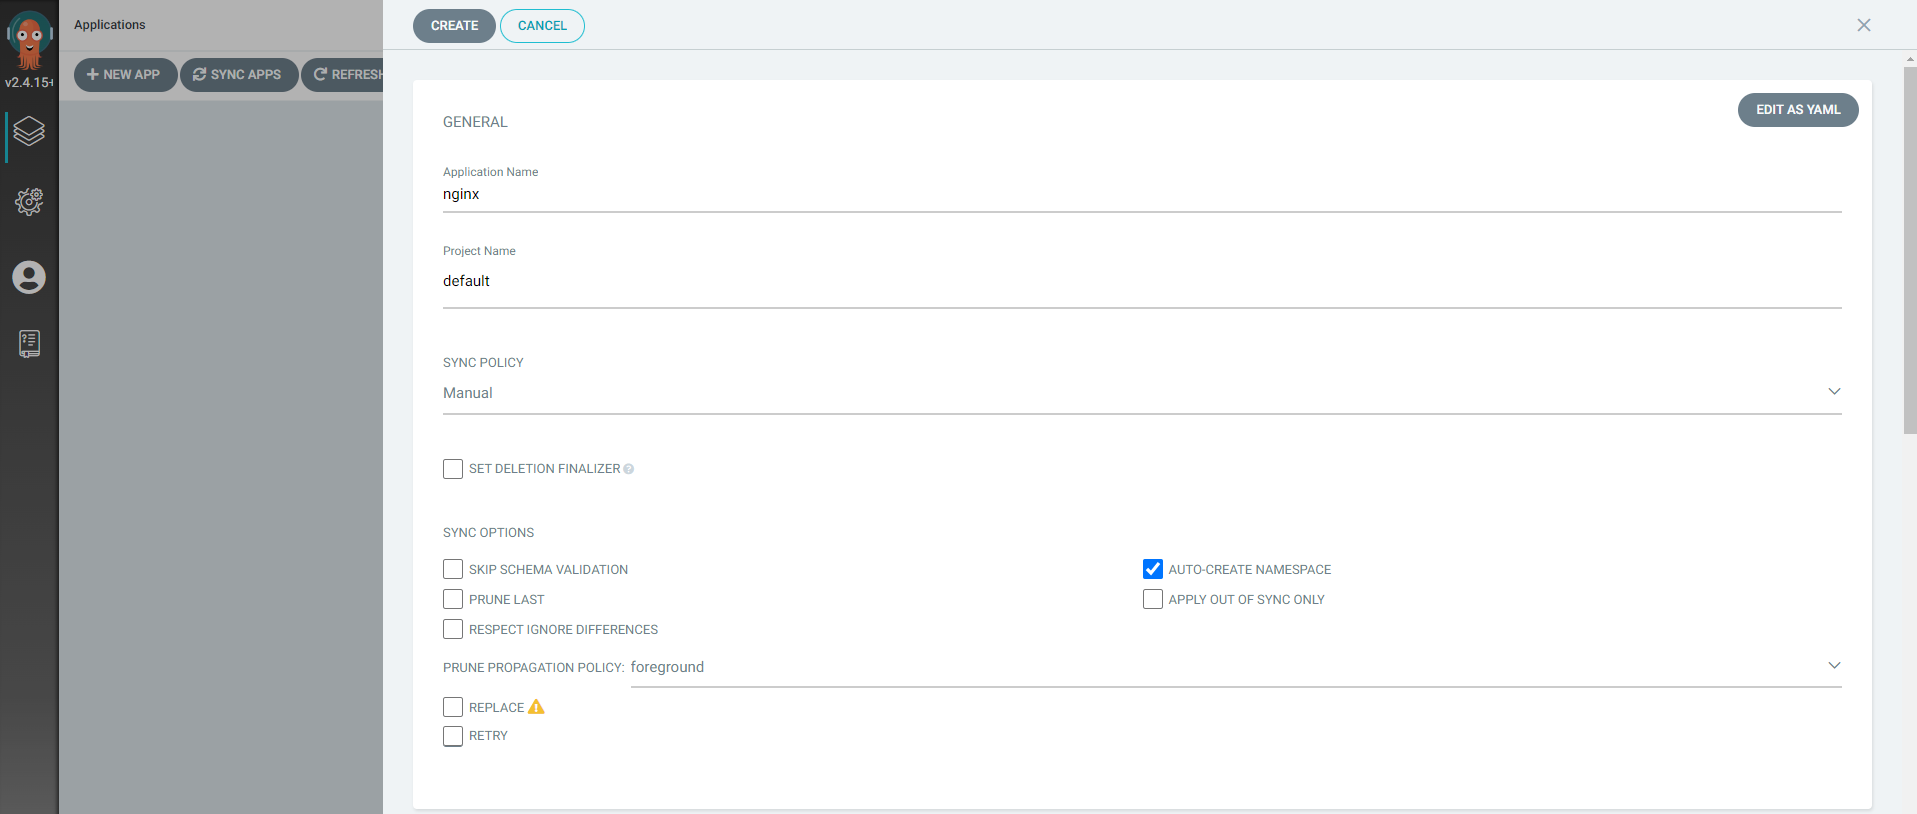 v2.4.15+
Applications
NEW APP
SYNC APPS
REFRESH
CREATE
CANCEL
GENERAL
EDIT AS YAML
Application Name
nginx
Project Name
default
SYNC POLICY
Manual
SET DELETION FINALIZER
SYNC OPTIONS
SKIP SCHEMA VALIDATION
AUTO-CREATE NAMESPACE
PRUNE LAST
APPLY OUT OF SYNC ONLY
RESPECT IGNORE DIFFERENCES
PRUNE PROPAGATION POLICY: foreground
REPLACE
RETRY